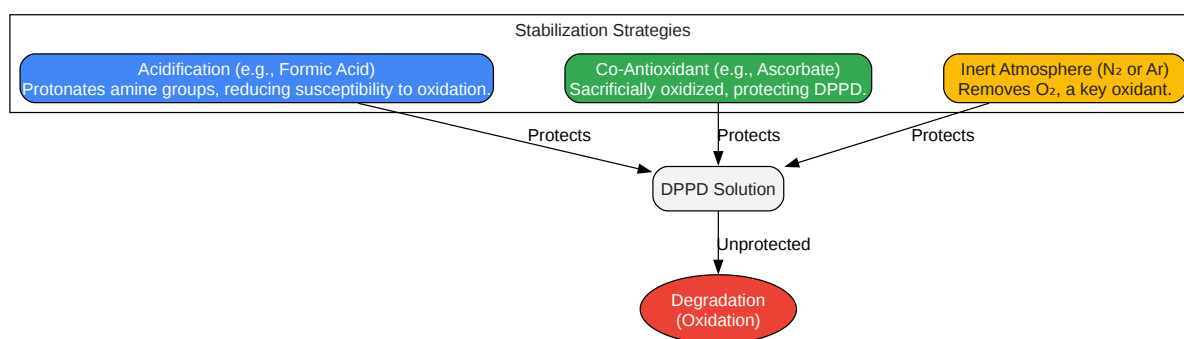 Stabilization Strategies
Acidification (e.g., Formic Acid)
Protonates amine groups, reducing susceptibility to oxidation.
Co-Antioxidant (e.g., Ascorbate)
Sacrificially oxidized, protecting DPPD.
Inert Atmosphere (N₂ or Ar)
Removes O₂, a key oxidant.
Protects
Protects
Protects
DPPD Solution
Unprotected
Degradation
(Oxidation)